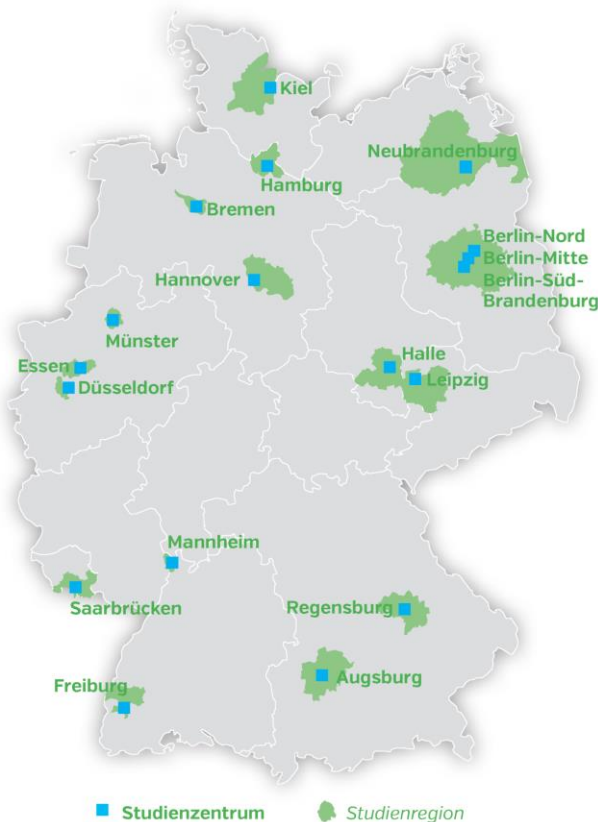 Kiel
Neubrandenburg
Hamburg
Bremen
Berlin-Nord
Berlin-Mitte
Berlin-Süd-
Brandenburg
Hannover
Münster
Essen
Düsseldorf
Halle
Leipzig
Mannheim
Saarbrücken
Regensburg
Augsburg
Freiburg
Studienzentrum
Studienregion